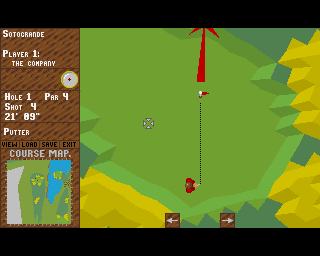 Sotogrande
Player 1:
the company
Hole 1 Par 4
Shot 4
21' 09"
Putter
VIEW LOAD SAVE EXIT
COURSE MAP